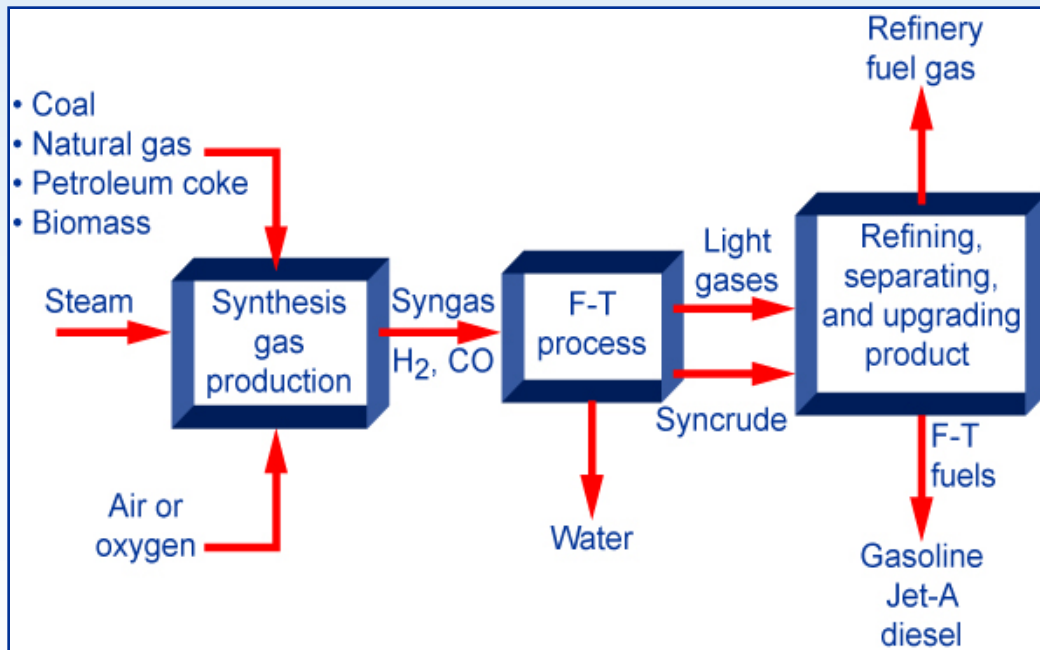 Refinery
fuel gas
• Coal
• Natural gas
• Petroleum coke
• Biomass
Steam
Synthesis
gas
production
Air or
oxygen
Syngas
H₂, CO
F-T
process
Water
Light
gases
Syncrude
Refining,
separating,
and upgrading
product
F-T
fuels
Gasoline
Jet-A
diesel